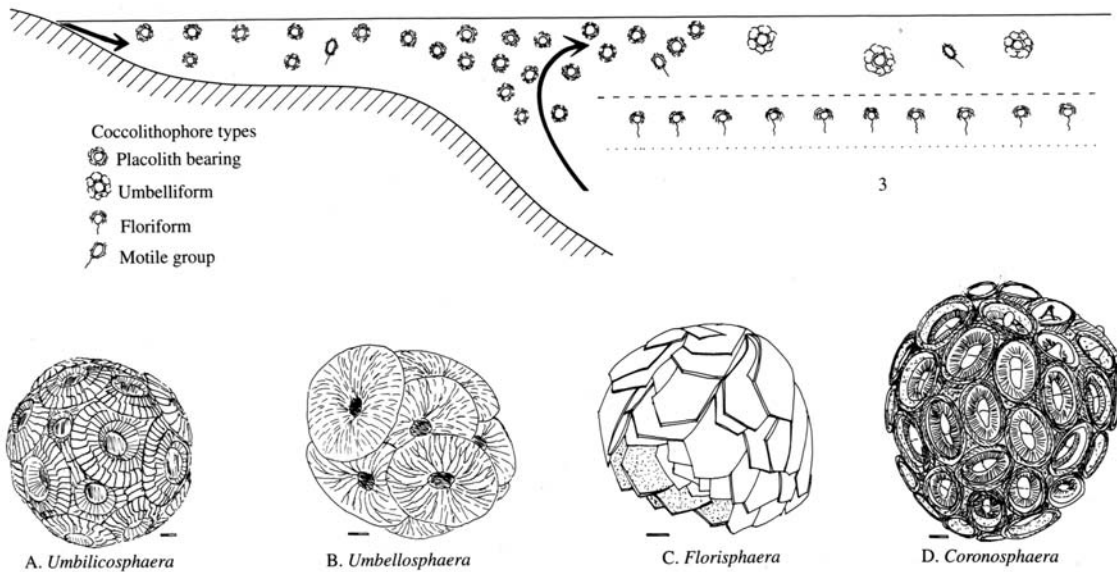 Coccolithophore types
Placolith bearing
Umbelliform
Floriform
Motile group
3
A. Umbilicosphaera
B. Umbellosphaera
C. Florisphaera
D. Coronosphaera